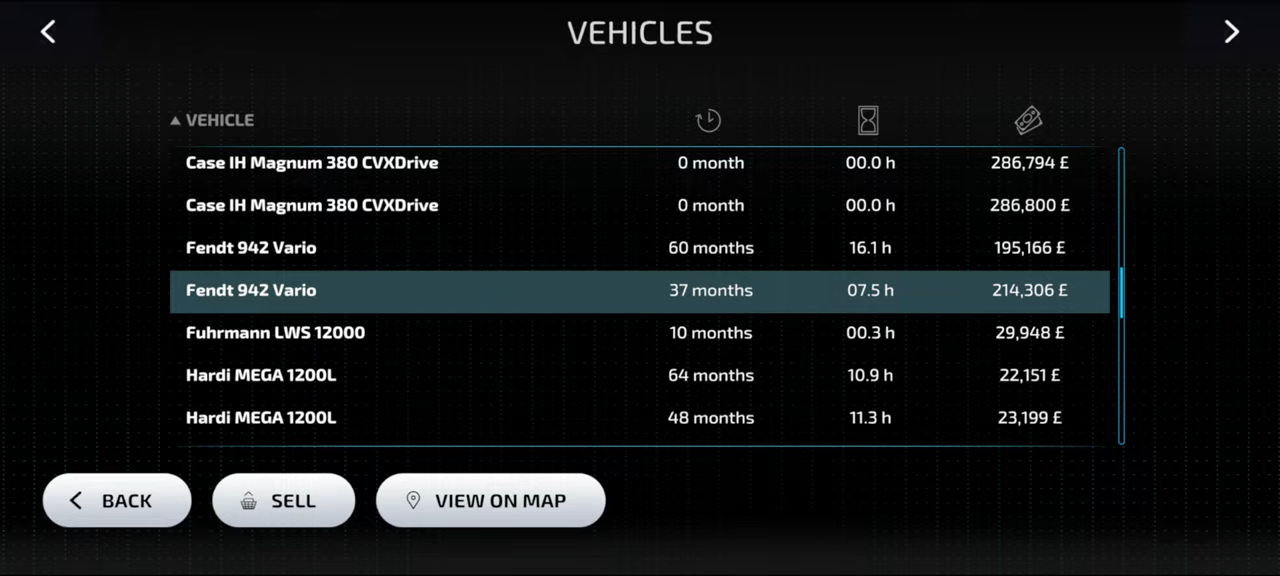 VEHICLES
VEHICLE
Case IH Magnum 380 CVXDrive 0 month 00.0 h 286,794 £
Case IH Magnum 380 CVXDrive 0 month 00.0 h 286,800 £
Fendt 942 Vario 60 months 16.1 h 195,166 £
Fendt 942 Vario 37 months 07.5 h 214,306 £
Fuhrmann LWS 12000 10 months 00.3 h 29,948 £
Hardi MEGA 1200L 64 months 10.9 h 22,151 £
Hardi MEGA 1200L 48 months 11.3 h 23,199 £
BACK SELL VIEW ON MAP